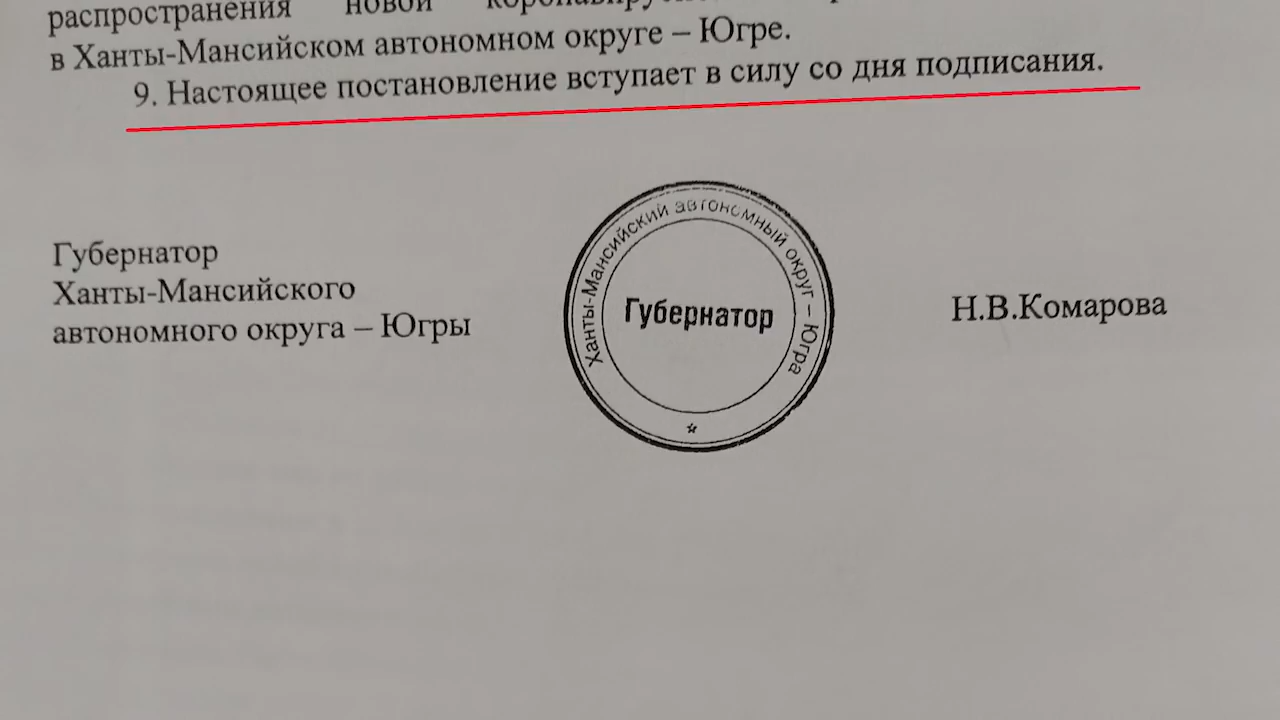 распространения новой
в Ханты-Мансийском автономном округе – Югре.
9. Настоящее постановление вступает в силу со дня подписания.
Губернатор
Ханты-Мансийского
автономного округа – Югры
Ханты-Мансийский автономный округ – Югра
Губернатор
Н.В.Комарова